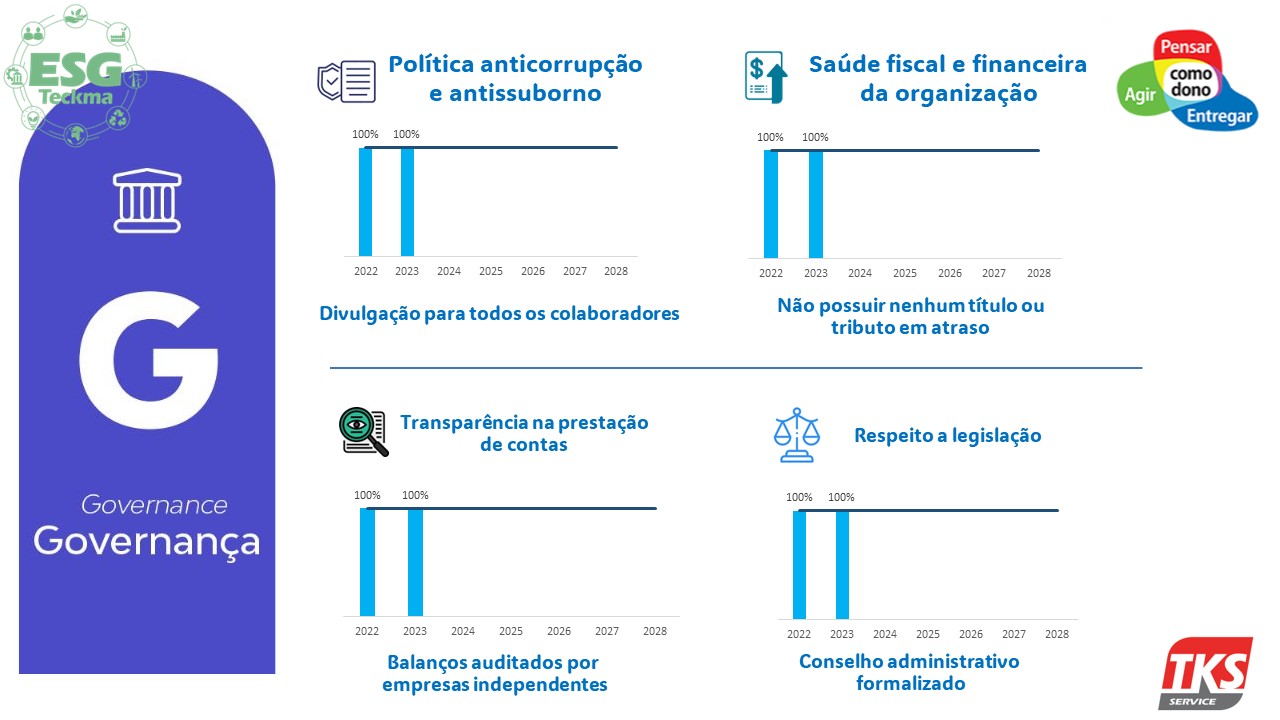 ESG
Teckma
G
Governance
Governança
Política anticorrupção
e antissuborno
100% 100%
2022 2023 2024 2025 2026 2027 2028
Divulgação para todos os colaboradores
$
Saúde fiscal e financeira
da organização
100% 100%
2022 2023 2024 2025 2026 2027 2028
Não possuir nenhum título ou
tributo em atraso
Pensar
como
dono
Agir
Entregar
Transparência na prestação
de contas
100% 100%
2022 2023 2024 2025 2026 2027 2028
Balanços auditados por
empresas independentes
Respeito a legislação
100% 100%
2022 2023 2024 2025 2026 2027 2028
Conselho administrativo
formalizado
TKS
SERVICE